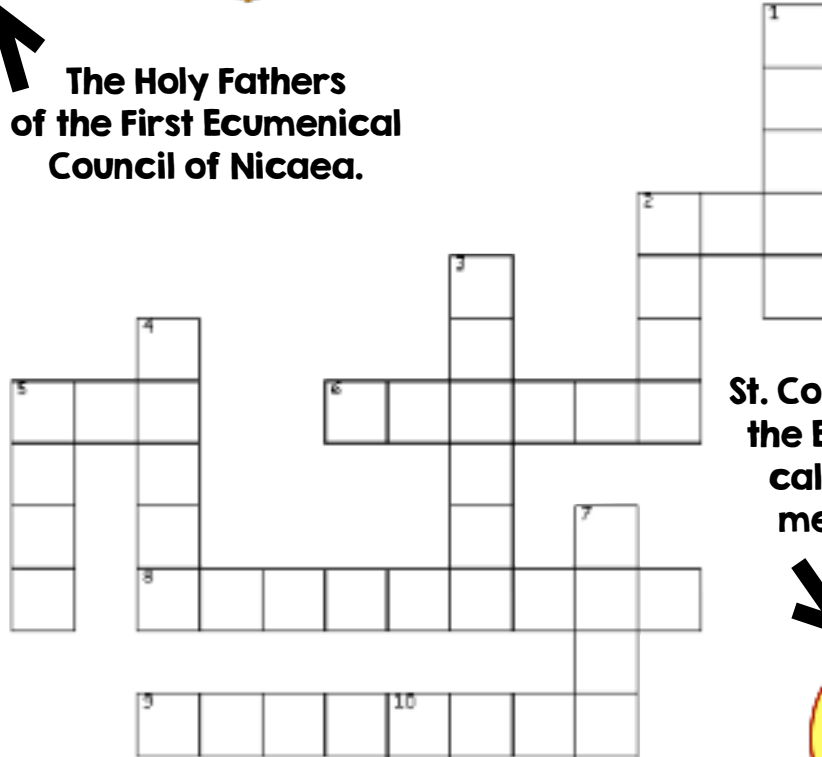 The Holy Fathers
of the First Ecumenical
Council of Nicaea.
1
2
3
4
5
6
St. Co
the E
cal
me
7
8
9
10